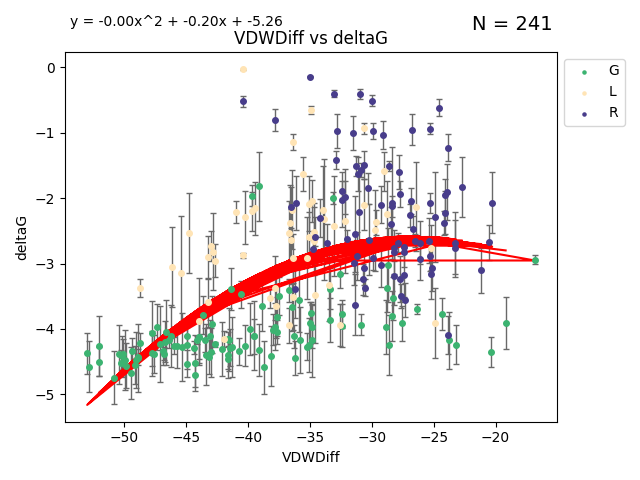 y = -0.00x^2 + -0.20x + -5.26
N = 241
VDWDiff vs deltaG
G
L
R
deltaG
0
−1
−2
−3
−4
−5
−50 −45 −40 −35 −30 −25 −20
VDWDiff